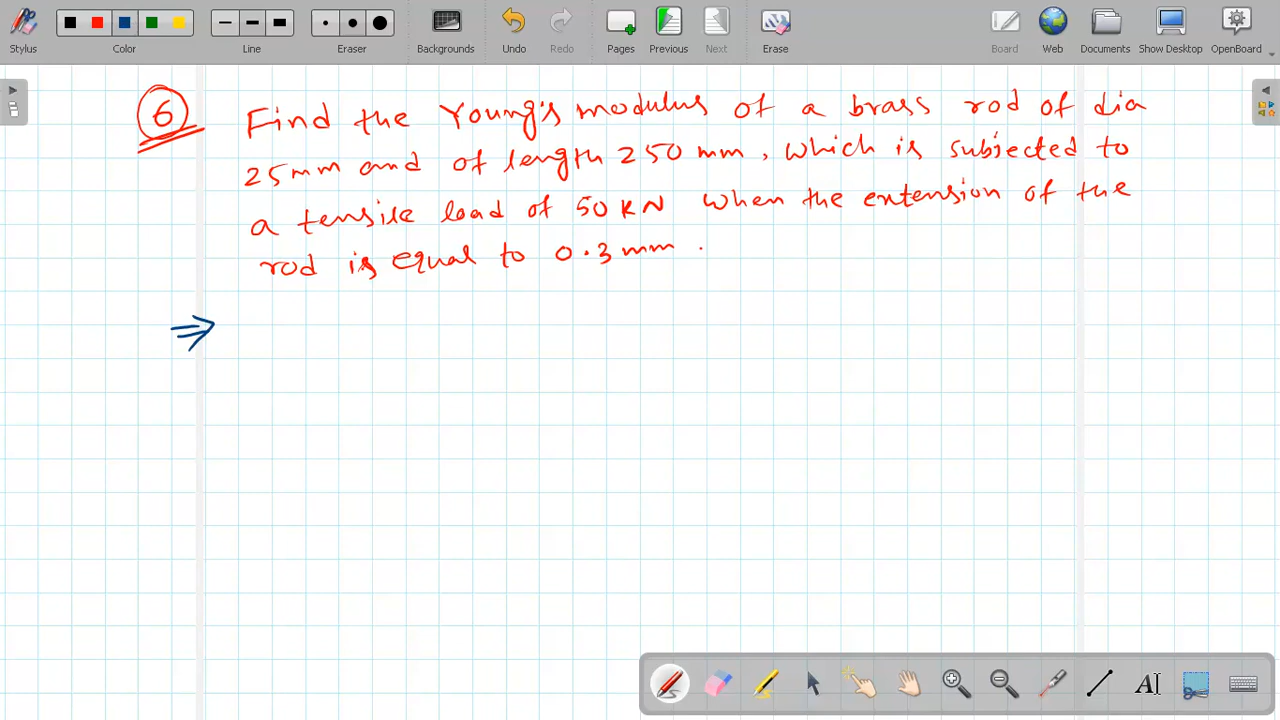 Stylus Color Line Eraser Backgrounds Undo Redo Pages Previous Next Erase Board Web Documents Show Desktop OpenBoard
6 Find the Young's modulus of a brass rod of dia
25mm and of length 250 mm, which is subjected to
a tensile load of 50 KN when the extension of the
rod is equal to 0.3 mm.
⇒
AI